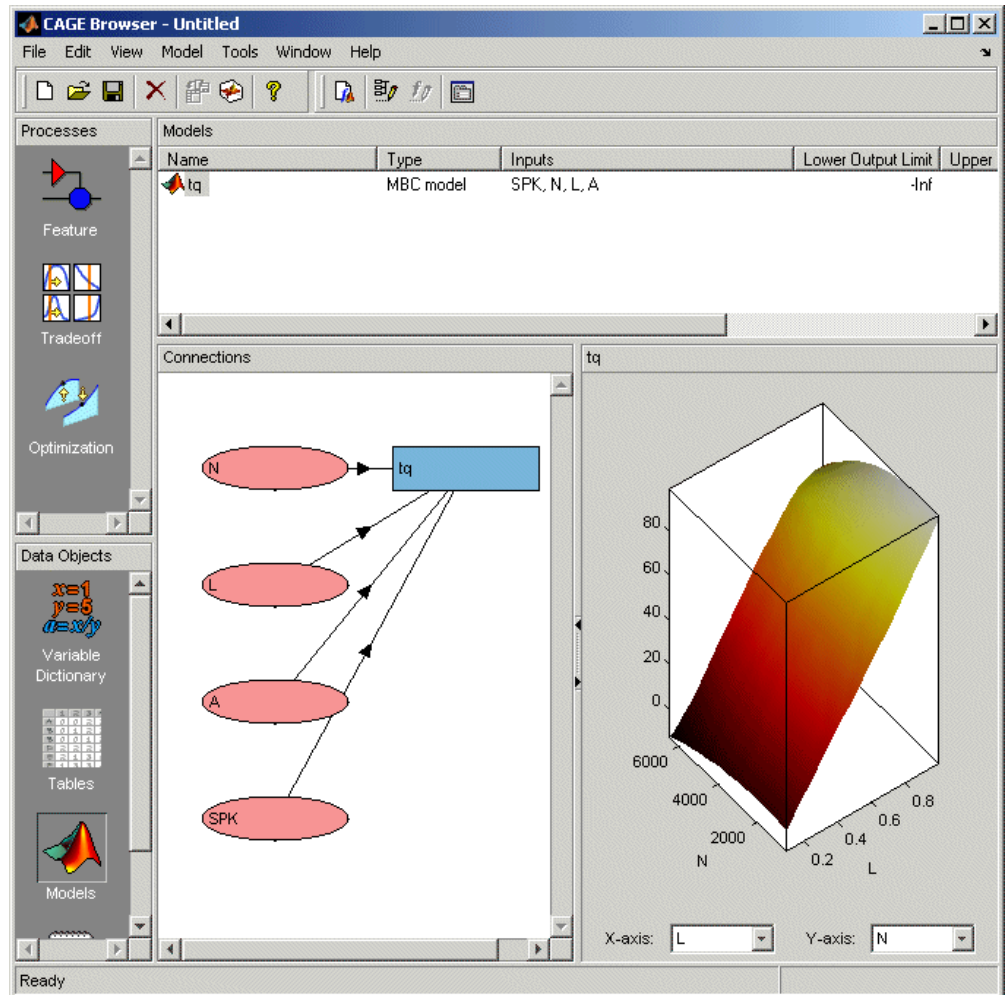 CAGE Browser - Untitled
File Edit View Model Tools Window Help
Processes
Feature
Tradeoff
Optimization
Data Objects
x=1
y=5
a=x/y
Variable
Dictionary
Tables
Models
Models
Name Type Inputs Lower Output Limit Upper
tq MBC model SPK, N, L, A -Inf
Connections
N
tq
L
A
SPK
tq
80
60
40
20
0
6000
4000
2000
N
0.2
0.4
0.6
0.8
L
X-axis: L Y-axis: N
Ready